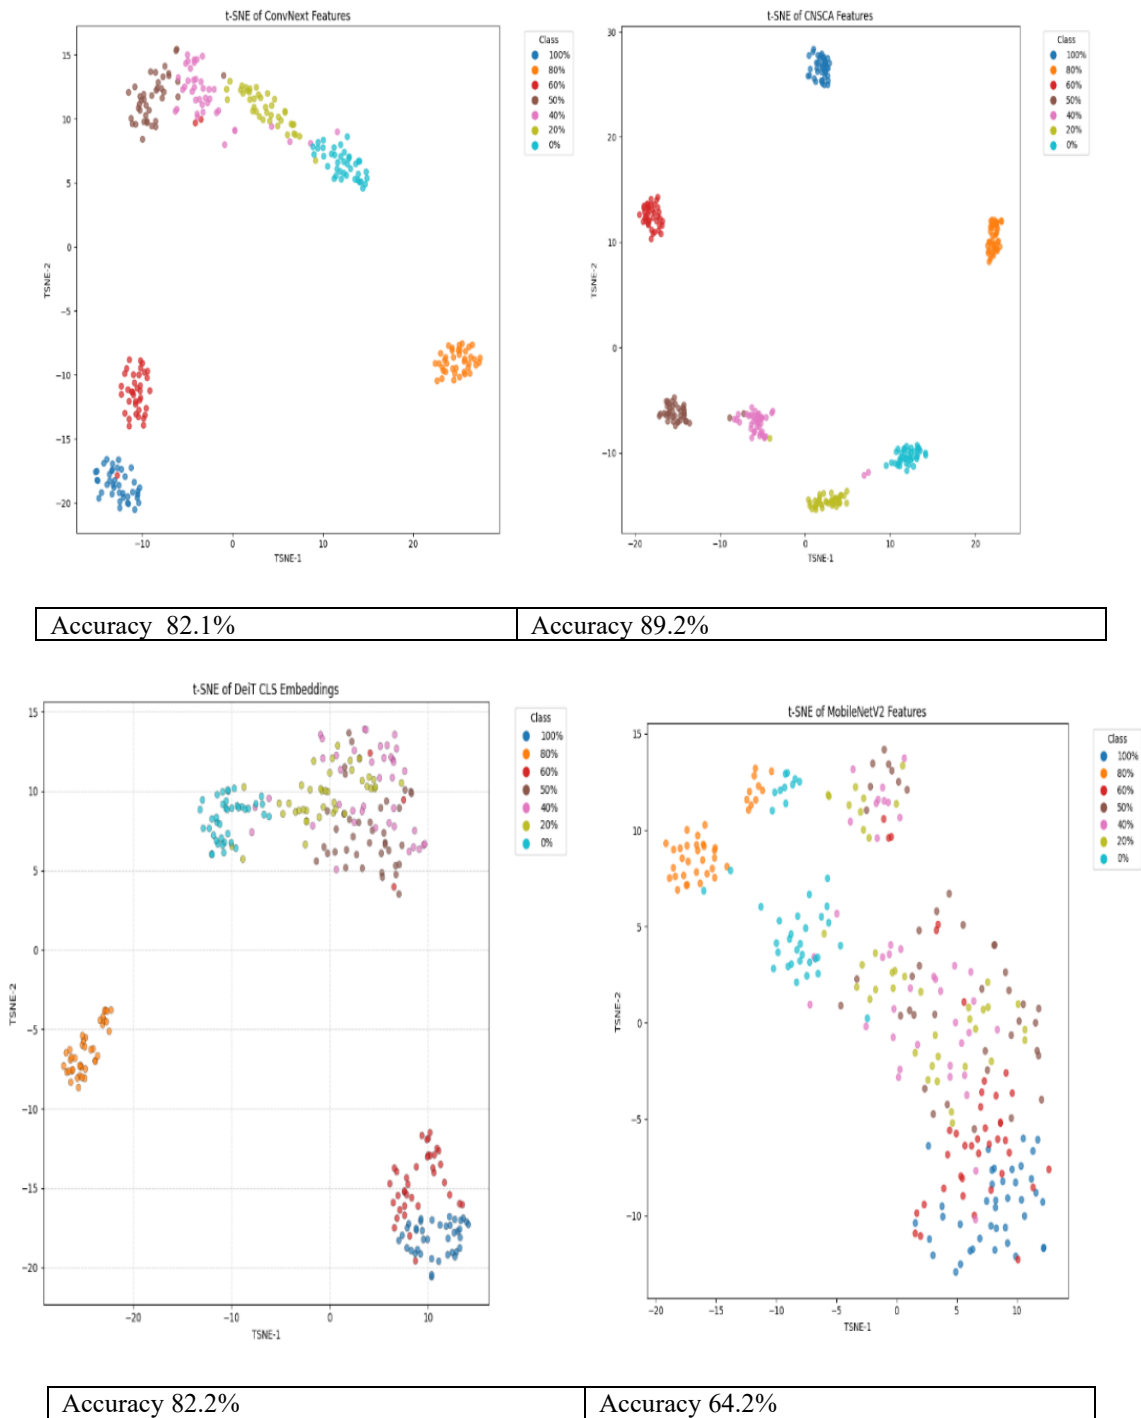 t-SNE of ConvNext Features
Class
100%
80%
60%
50%
40%
20%
0%
15
10
5
0
−5
−10
−15
−20
TSNE-2
−10 0 10 20
TSNE-1
t-SNE of CNSCA Features
Class
100%
80%
60%
50%
40%
20%
0%
30
20
10
0
−10
TSNE-2
−20 −10 0 10 20
TSNE-1
Accuracy 82.1%
Accuracy 89.2%
t-SNE of DeiT CLS Embeddings
Class
100%
80%
60%
50%
40%
20%
0%
15
10
5
0
−5
−10
−15
−20
TSNE-2
−20 −10 0 10
TSNE-1
t-SNE of MobileNetV2 Features
Class
100%
80%
60%
50%
40%
20%
0%
15
10
5
0
−5
−10
TSNE-2
−20 −15 −10 −5 0 5 10
TSNE-1
Accuracy 82.2%
Accuracy 64.2%